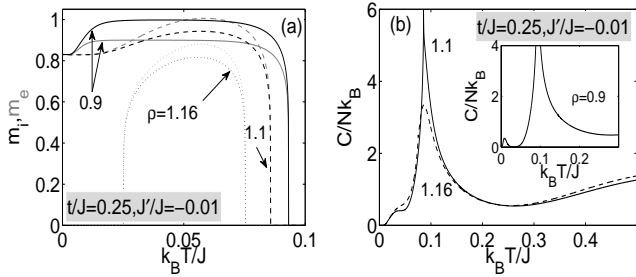 (a)
m_i,m_e
1
0.8
0.6
0.4
0.2
0
0.9
ρ=1.16
1.1
t/J=0.25,J′/J=−0.01
0
0.05
0.1
k_BT/J
(b)
C/Nk_B
6
4
2
0
1.1
1.16
0
0.1
0.2
0.3
0.4
k_BT/J
t/J=0.25,J′/J=−0.01
C/Nk_B
4
2
0
ρ=0.9
0
0.1
0.2
k_BT/J